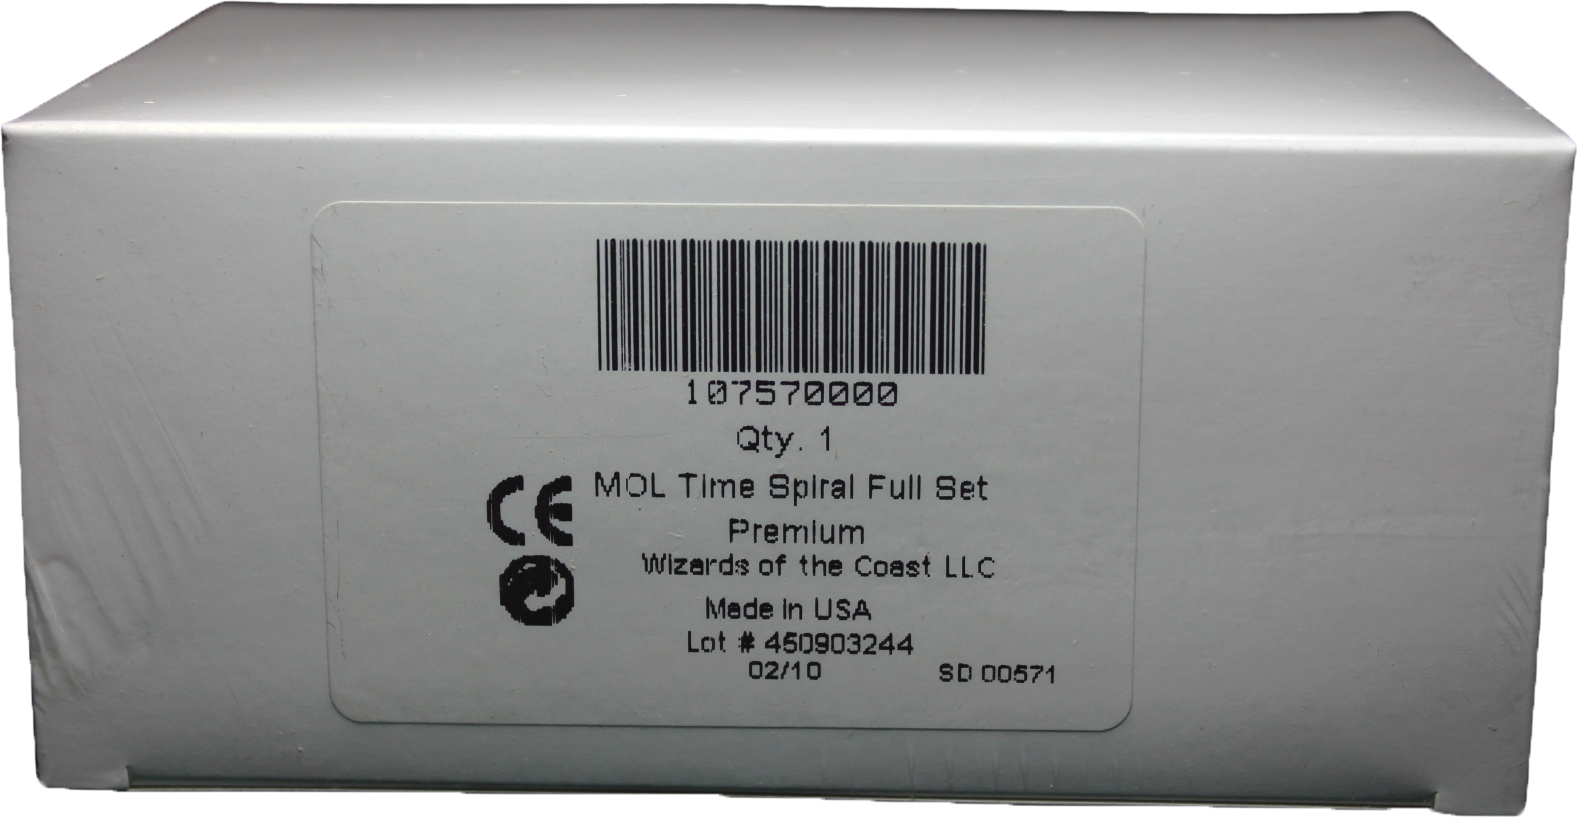 107570000
Qty. 1
MOL Time Spiral Full Set
Premium
CE
Wizards of the Coast LLC
Made in USA
Lot # 450903244
02/10 SD 00571